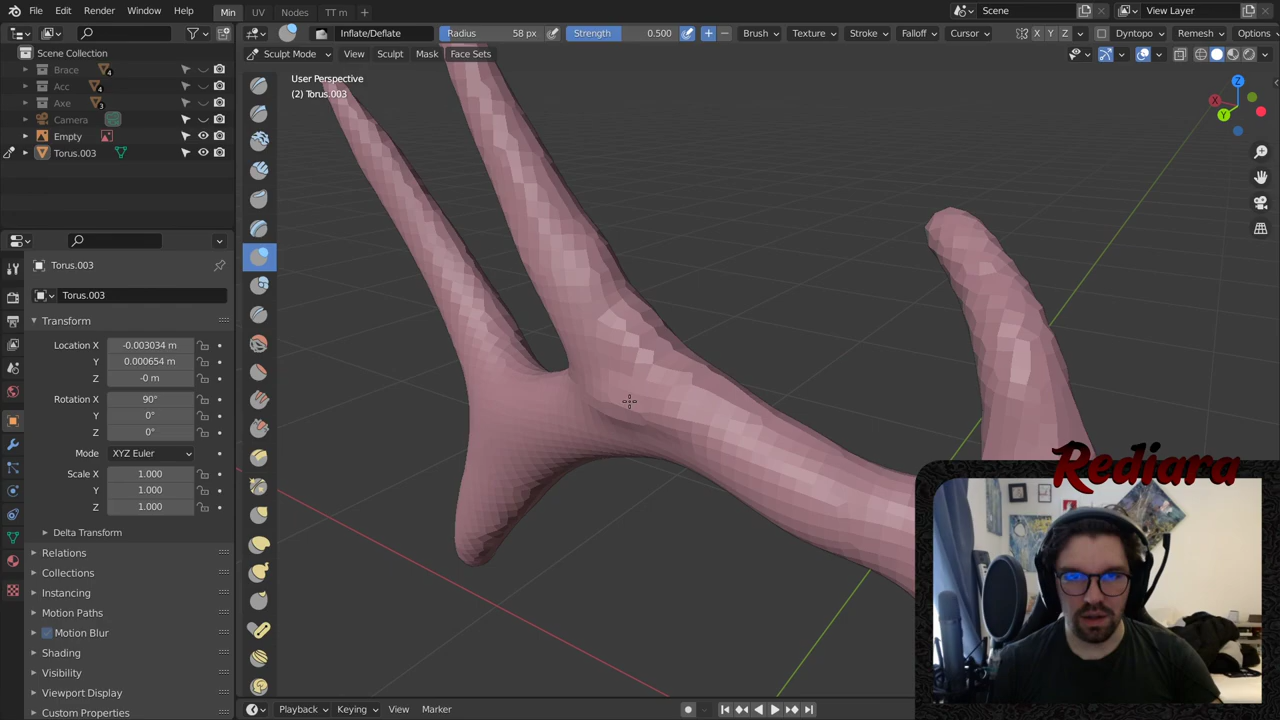 File Edit Render Window Help Min UV Nodes TT m + Scene View Layer
Inflate/Deflate Radius 58 px Strength 0.500 + − Brush Texture Stroke Falloff Cursor X Y Z Dyntopo Remesh Options
Sculpt Mode View Sculpt Mask Face Sets
Scene Collection
Brace 4
Acc 4
Axe 3
Camera
Empty
Torus.003
User Perspective
(2) Torus.003
Z
X
Y
Torus.003
Torus.003
Transform
Location X -0.003034 m
Y 0.000654 m
Z -0 m
Rotation X 90°
Y 0°
Z 0°
Mode XYZ Euler
Scale X 1.000
Y 1.000
Z 1.000
Delta Transform
Relations
Collections
Instancing
Motion Paths
Motion Blur
Shading
Visibility
Viewport Display
Custom Properties
Rediara
Playback Keying View Marker